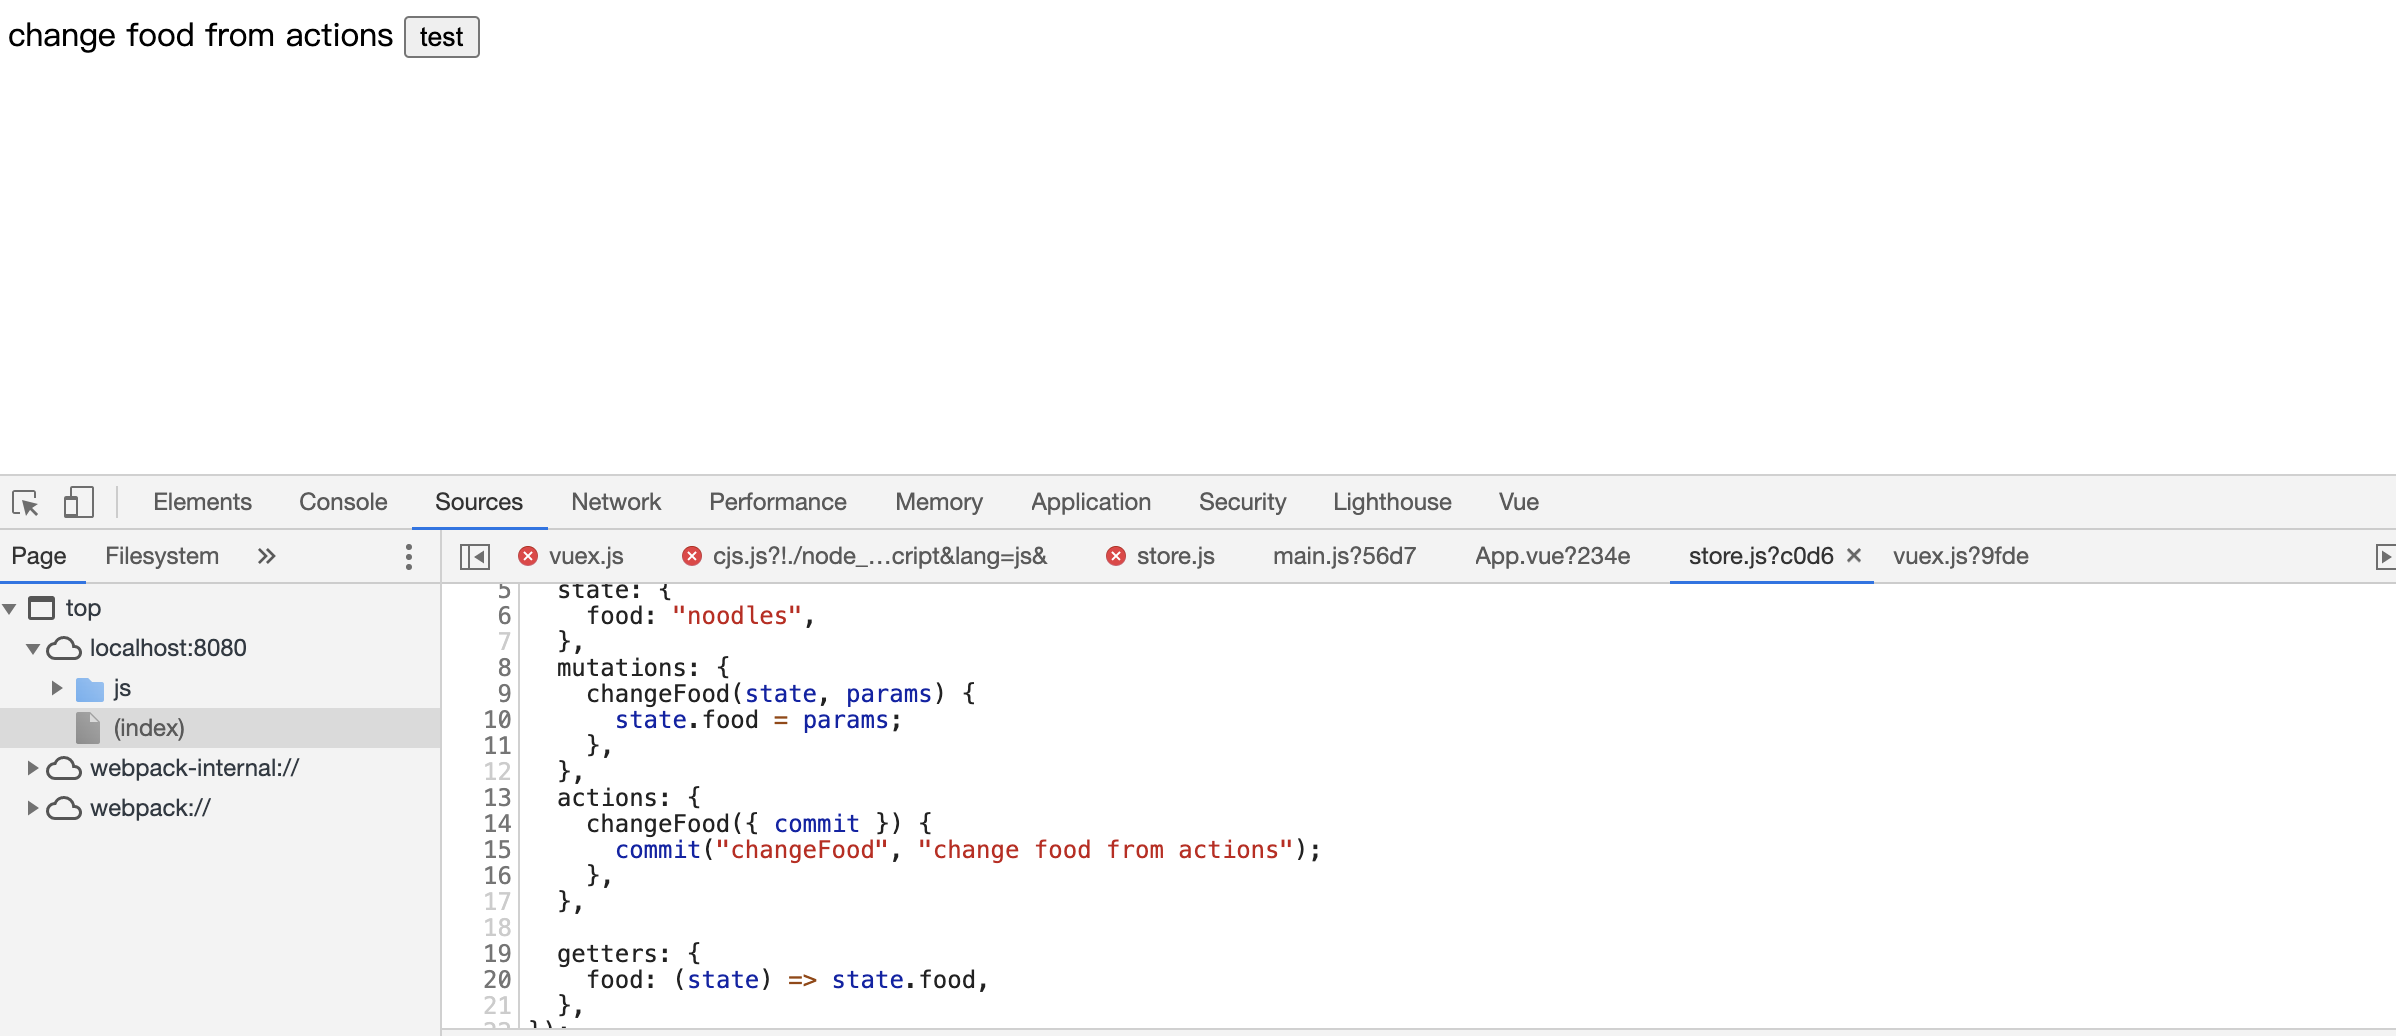 change food from actions test
Elements Console Sources Network Performance Memory Application Security Lighthouse Vue
Page Filesystem » vuex.js cjs.js?!./node_…cript&lang=js& store.js main.js?56d7 App.vue?234e store.js?c0d6 × vuex.js?9fde
top
localhost:8080
js
(index)
webpack-internal://
webpack://
5 state: {
6 food: "noodles",
7 },
8 mutations: {
9 changeFood(state, params) {
10 state.food = params;
11 },
12 },
13 actions: {
14 changeFood({ commit }) {
15 commit("changeFood", "change food from actions");
16 },
17 },
18
19 getters: {
20 food: (state) => state.food,
21 },
22 });